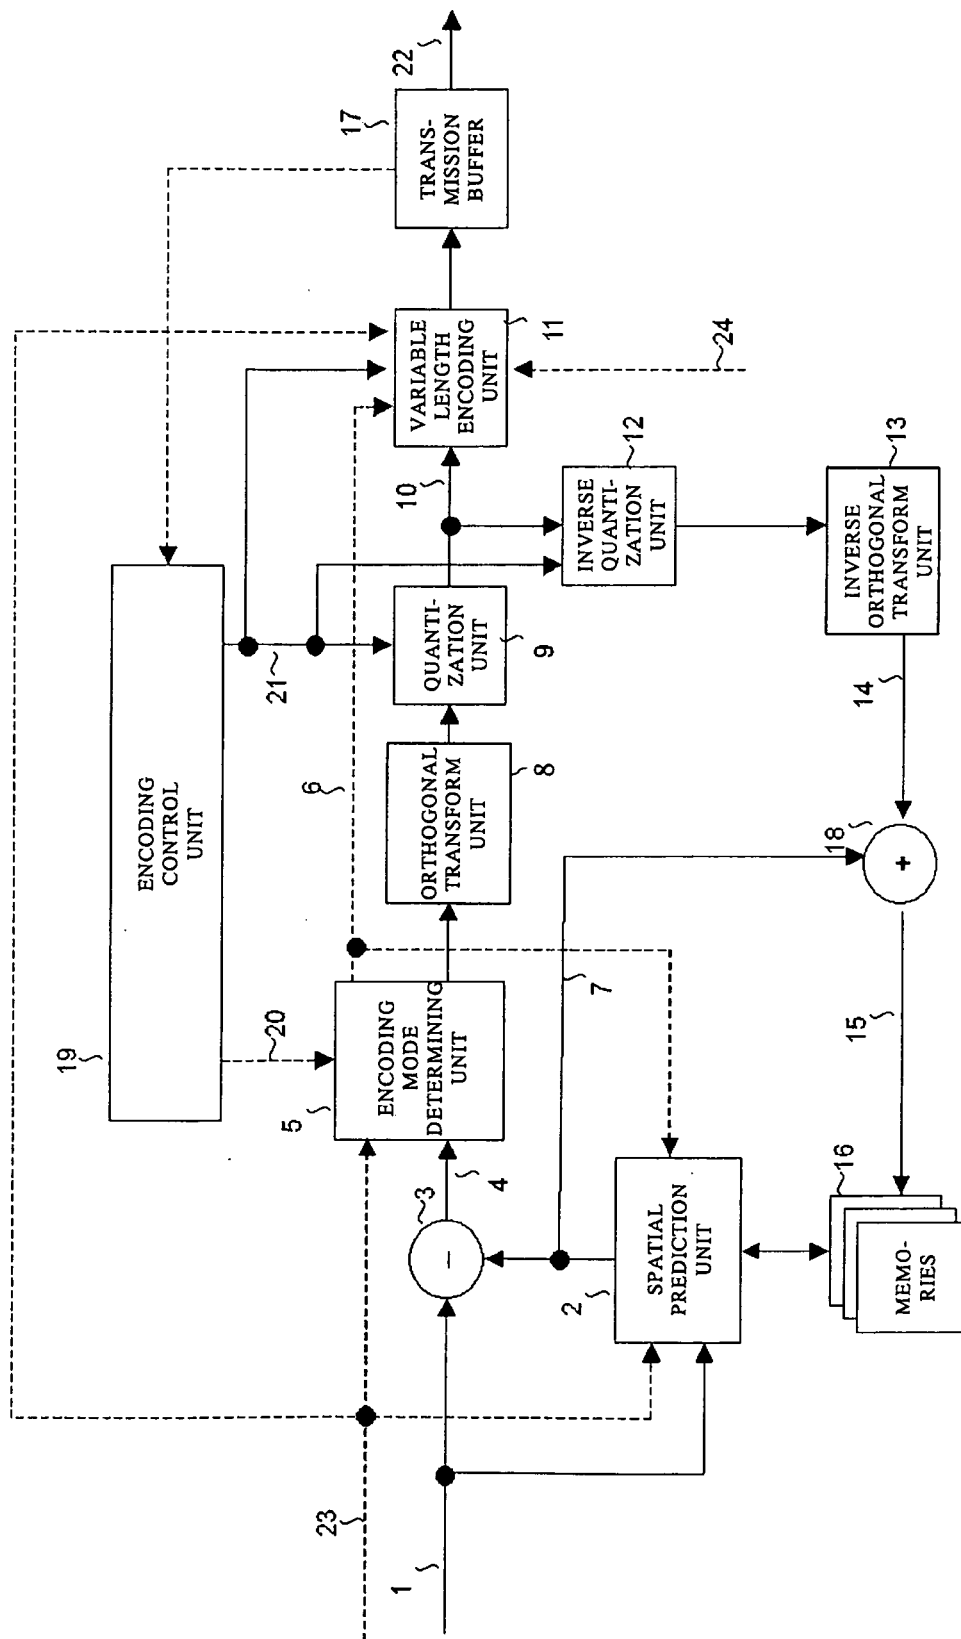 19
ENCODING
CONTROL
UNIT
20
21
17
TRANS-
MISSION
BUFFER
22
23
1
3
4
5
ENCODING
MODE
DETERMINING
UNIT
6
ORTHOGONAL
TRANSFORM
UNIT
8
QUANTI-
ZATION
UNIT
9
10
VARIABLE
LENGTH
ENCODING
UNIT
11
24
2
SPATIAL
PREDICTION
UNIT
7
INVERSE
QUANTI-
ZATION
UNIT
12
INVERSE
ORTHOGONAL
TRANSFORM
UNIT
13
14
18
+
15
16
MEMO-
RIES
−